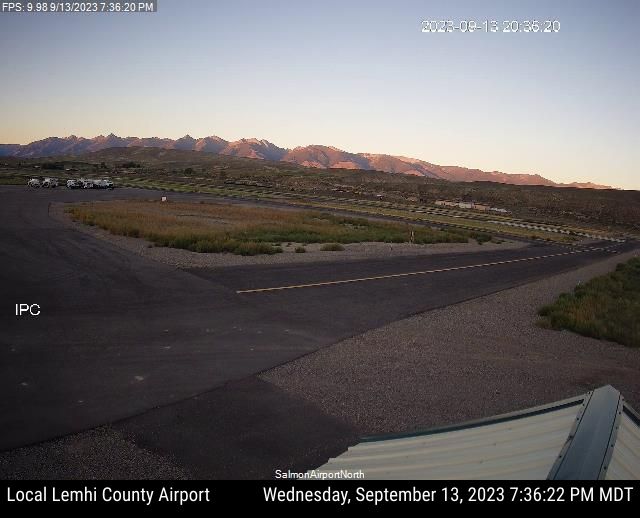 FPS: 9.98 9/13/2023 7:36:20 PM
2023-09-13 20:36:20
IPC
SalmonAirportNorth
Local Lemhi County Airport
Wednesday, September 13, 2023 7:36:22 PM MDT